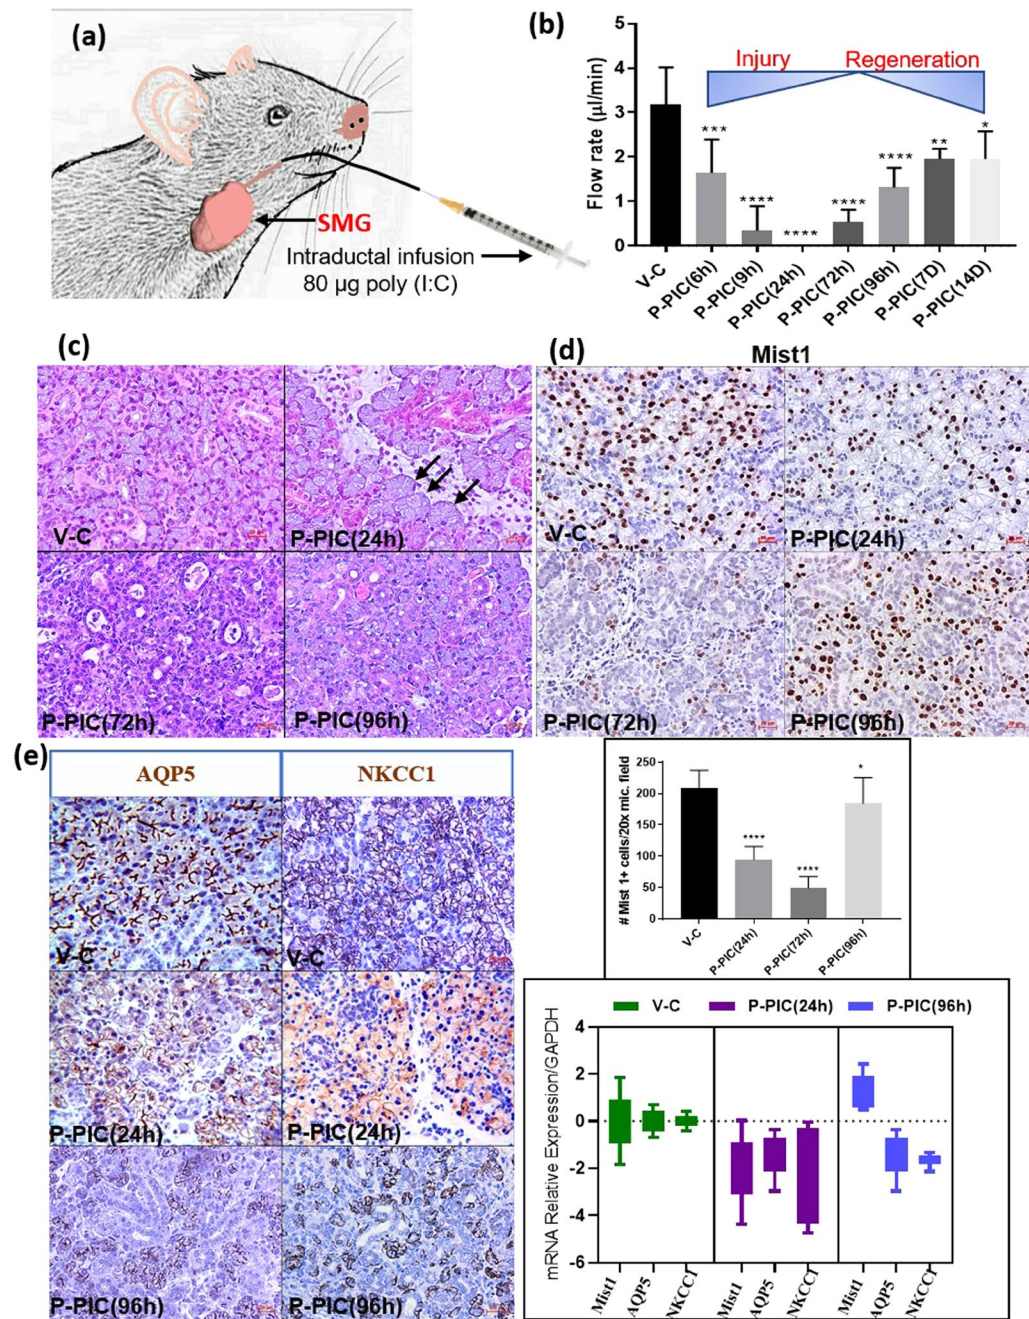 (a)
SMG
Intraductal infusion
80 µg poly (I:C)
(b)
Flow rate (µl/min)
5
4
3
2
1
0
Injury
Regeneration
***
****
****
****
****
**
*
V-C
P-PIC(6h)
P-PIC(9h)
P-PIC(24h)
P-PIC(72h)
P-PIC(96h)
P-PIC(7D)
P-PIC(14D)
(c)
V-C
P-PIC(24h)
P-PIC(72h)
P-PIC(96h)
(d)
Mist1
V-C
P-PIC(24h)
P-PIC(72h)
P-PIC(96h)
# Mist 1+ cells/20x mic. field
250
200
150
100
50
0
****
****
*
V-C
P-PIC(24h)
P-PIC(72h)
P-PIC(96h)
(e)
AQP5
NKCC1
V-C
V-C
P-PIC(24h)
P-PIC(24h)
P-PIC(96h)
P-PIC(96h)
V-C
P-PIC(24h)
P-PIC(96h)
mRNA Relative Expression/GAPDH
2
0
-2
-4
-6
Mist1
AQP5
NKCC1
Mist1
AQP5
NKCC1
Mist1
AQP5
NKCC1